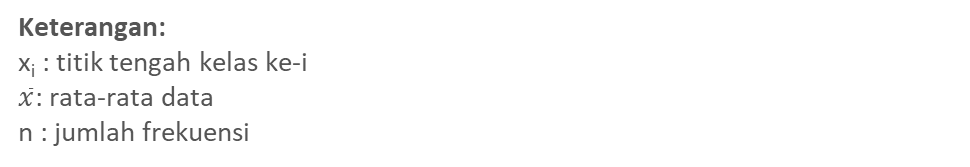 Keterangan:
xᵢ : titik tengah kelas ke-i
x̄: rata-rata data
n : jumlah frekuensi